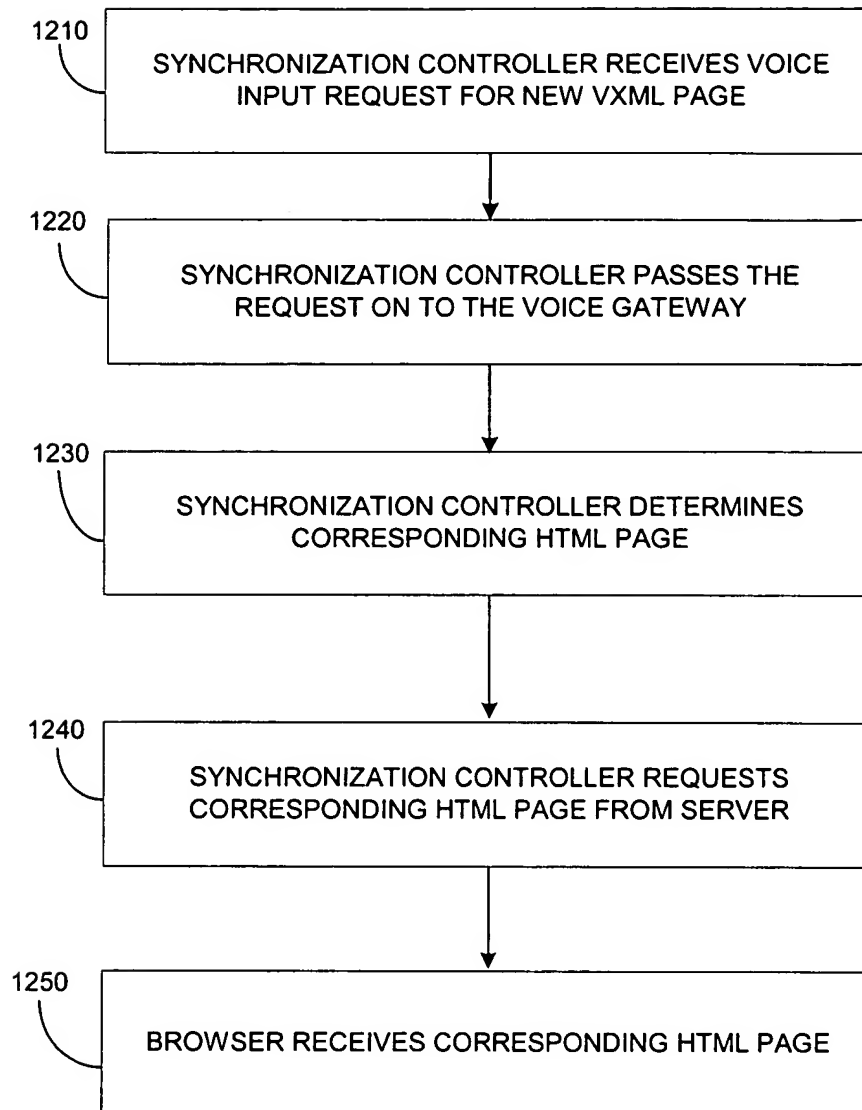 1210
SYNCHRONIZATION CONTROLLER RECEIVES VOICE
INPUT REQUEST FOR NEW VXML PAGE
1220
SYNCHRONIZATION CONTROLLER PASSES THE
REQUEST ON TO THE VOICE GATEWAY
1230
SYNCHRONIZATION CONTROLLER DETERMINES
CORRESPONDING HTML PAGE
1240
SYNCHRONIZATION CONTROLLER REQUESTS
CORRESPONDING HTML PAGE FROM SERVER
1250
BROWSER RECEIVES CORRESPONDING HTML PAGE